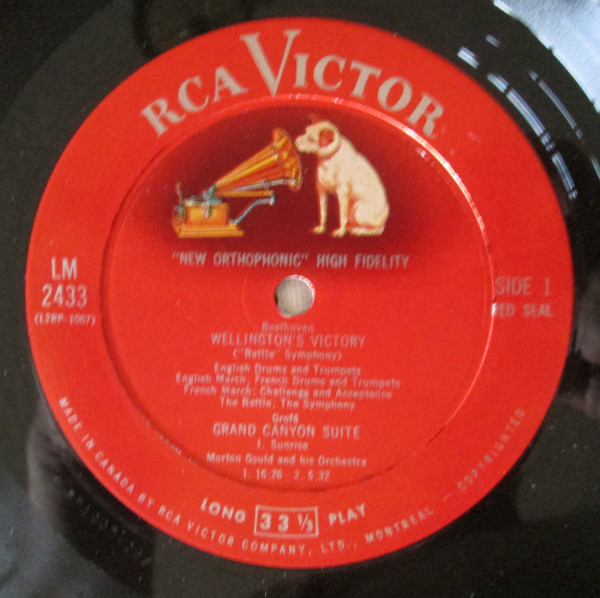 RCA VICTOR
"NEW ORTHOPHONIC" HIGH FIDELITY
LM
2433
(L2RP-1007)
SIDE 1
RED SEAL
Beethoven
WELLINGTON'S VICTORY
("Battle" Symphony)
English Drums and Trumpets
English March; French Drums and Trumpets
French March; Challenge and Acceptance
The Battle, The Symphony
Grofé
GRAND CANYON SUITE
1. Sunrise
Morton Gould and his Orchestra
1. 16:26 2. 5:32
LONG 33 1/3 PLAY
MADE IN CANADA BY RCA VICTOR COMPANY, LTD., MONTREAL — COPYRIGHTED